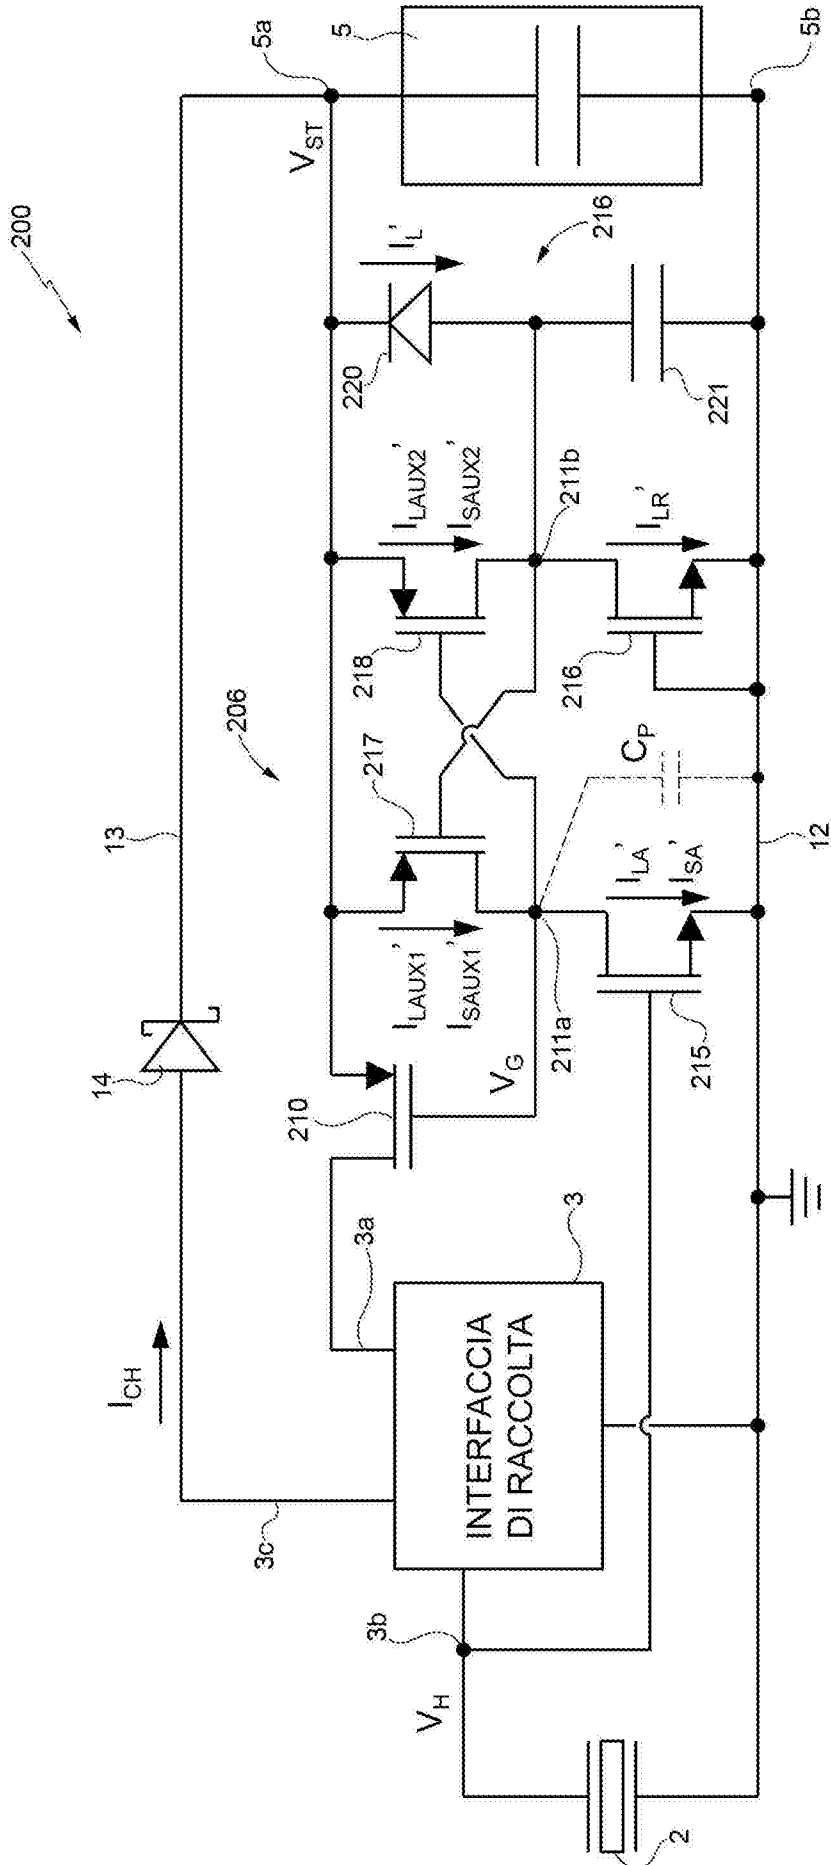 200
13
5a
V_ST
5
5b
206
14
I_CH
3c
220
I_L'
216
221
I_LAUX2'
I_SAUX2'
218
211b
I_LR'
216
217
C_P
12
I_LAUX1'
I_SAUX1'
I_LA'
I_SA'
211a
215
V_G
210
3a
3
INTERFACCIA
DI RACCOLTA
3b
V_H
2